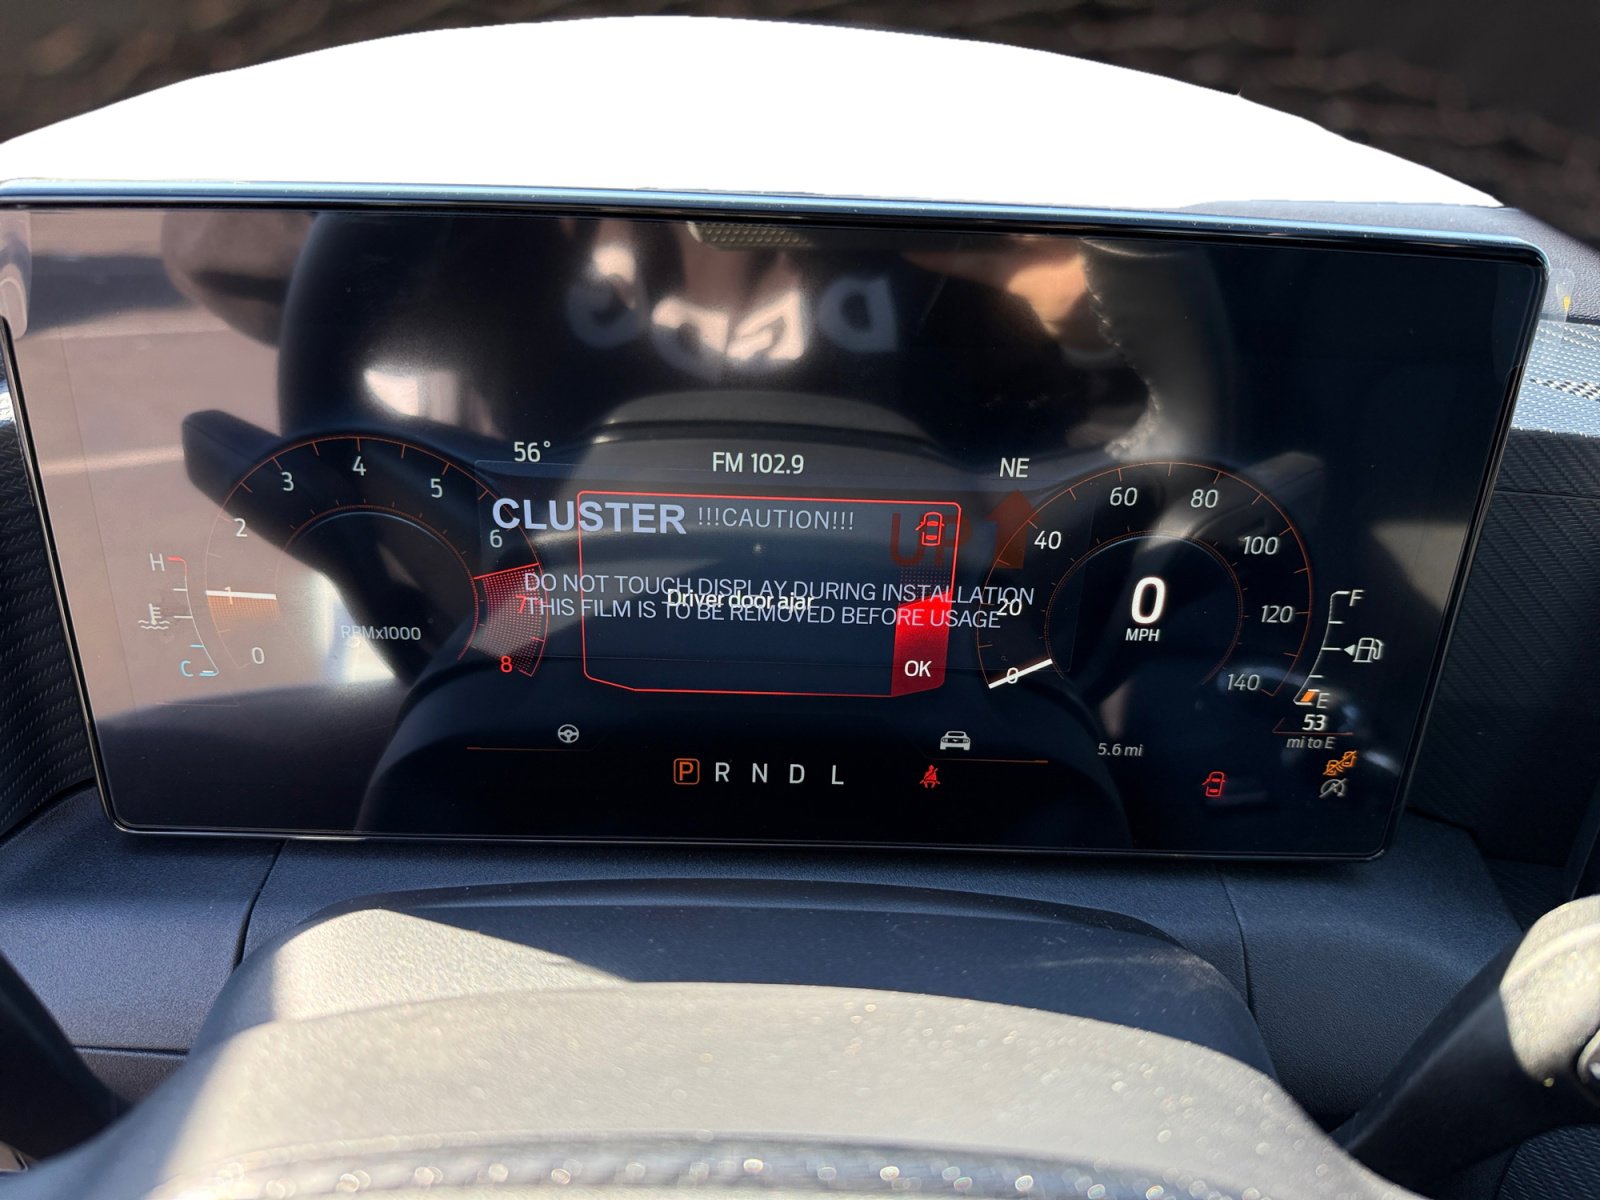 56° FM 102.9 NE
CLUSTER !!!CAUTION!!! UP
DO NOT TOUCH DISPLAY DURING INSTALLATION
THIS FILM IS TO BE REMOVED BEFORE USAGE
Driver door ajar
OK
H
C
0
1
2
3
4
5
6
7
8
RPMx1000
0
20
40
60
80
100
120
140
0
MPH
F
E
53
mi to E
5.6 mi
P R N D L